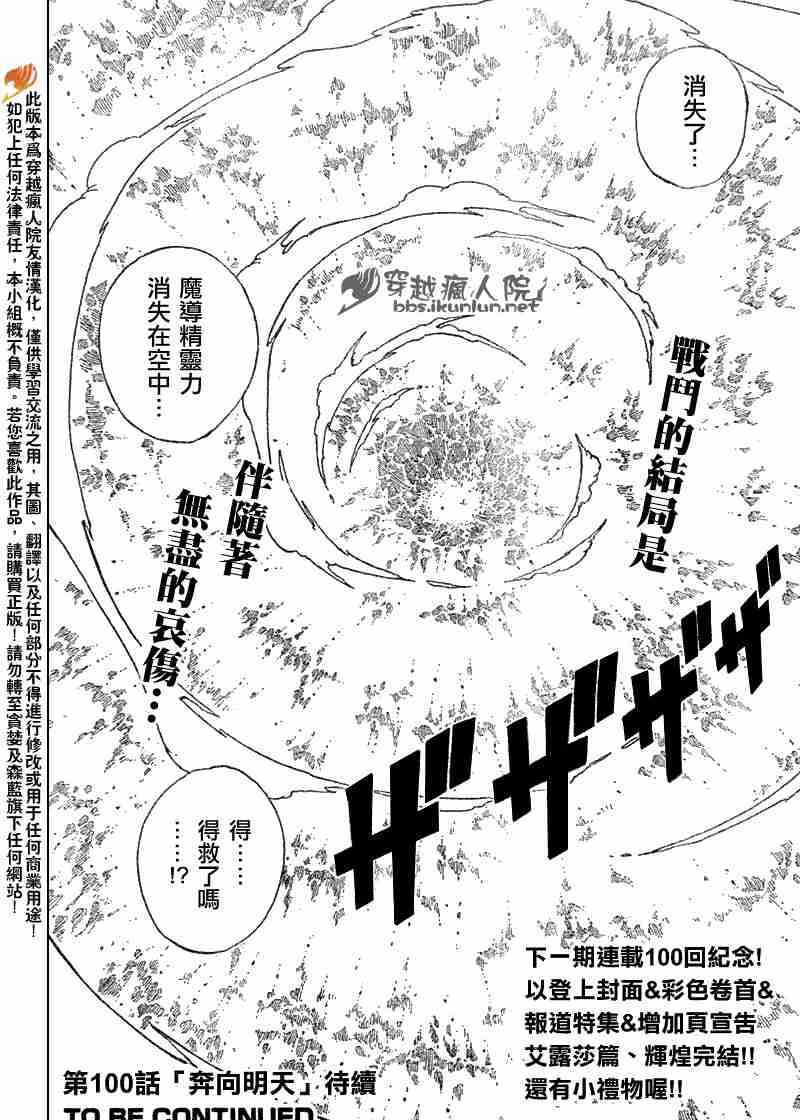 消失了…
魔導精靈力
消失在空中…
穿越瘋人院
bbs.ikunlun.net
戰鬥的結局是
伴隨著
無盡的哀傷…
ザザザザ
得……
得救了嗎
……!?
下一期連載100回紀念!
以登上封面&彩色卷首&
報道特集&增加頁宣告
艾露莎篇、輝煌完結!!
還有小禮物喔!!
第100話「奔向明天」待續
TO BE CONTINUED
此版本爲穿越瘋人院友情漢化，僅供學習交流之用，其圖、翻譯以及任何部分不得進行修改或用于任何商業用途！
如犯上任何法律責任，本小組概不負責。若您喜歡此作品，請購買正版！請勿轉至貪婪及森藍旗下任何網站！